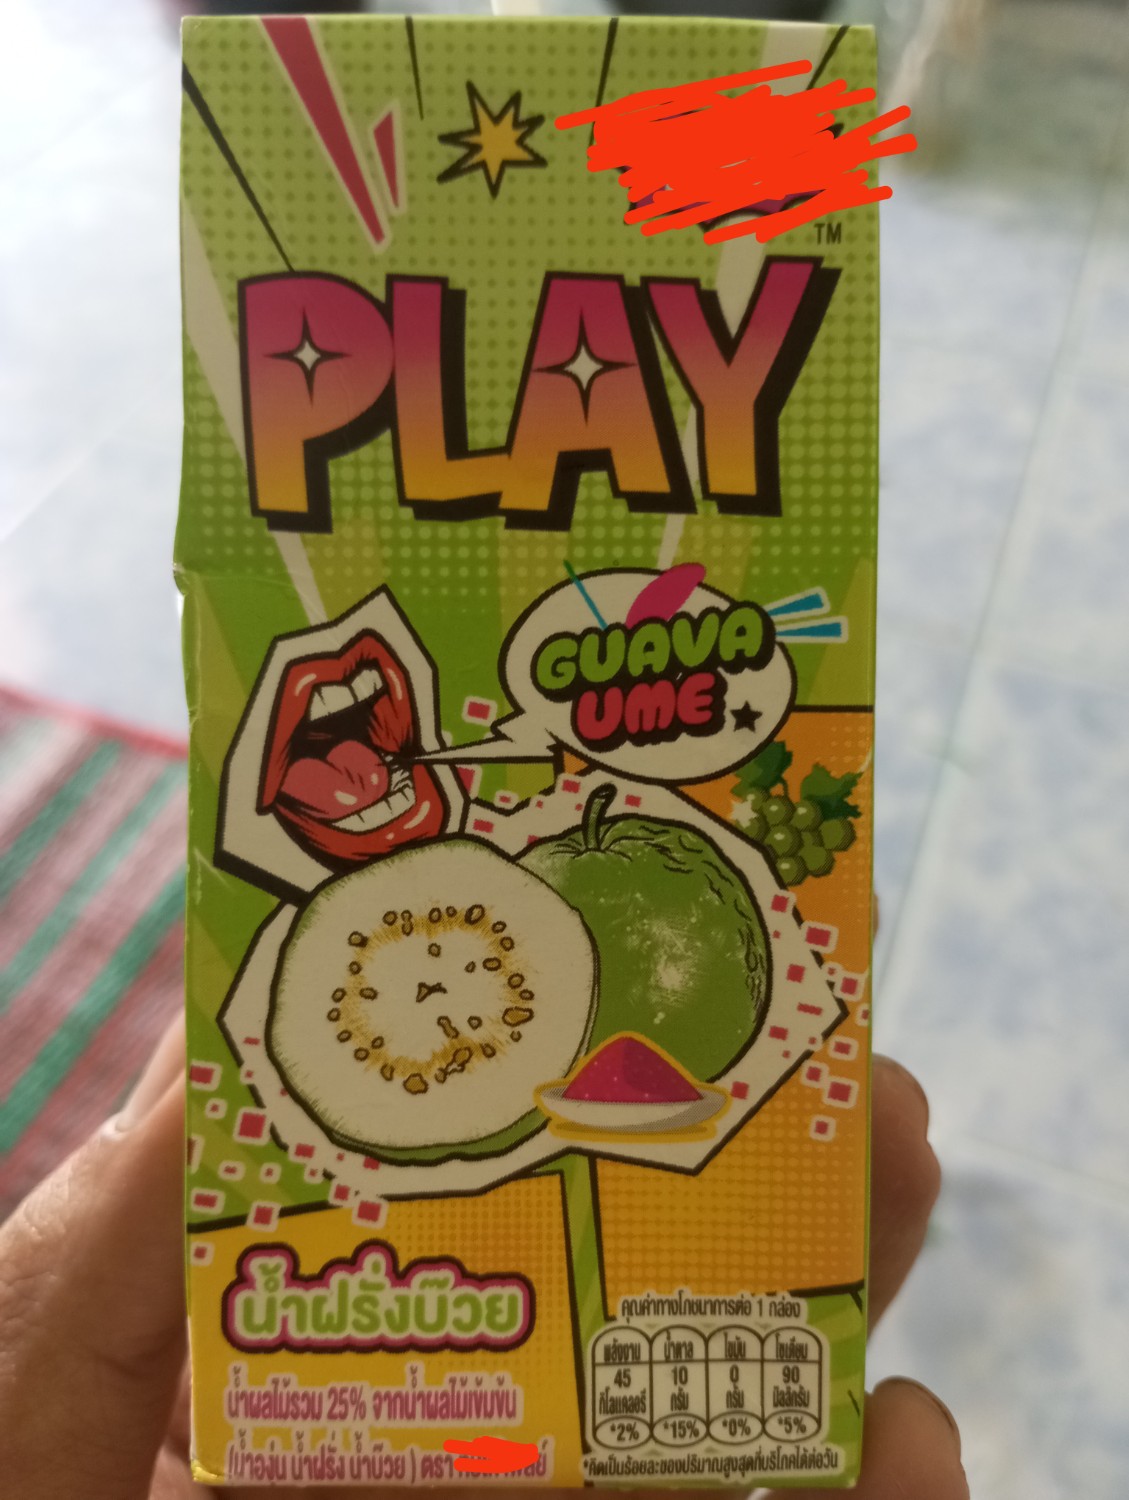 TM
PLAY
GUAVA
UME
น้ำฝรั่งบ๊วย
น้ำผลไม้รวม 25% จากน้ำผลไม้เข้มข้น
(น้ำองุ่น น้ำฝรั่ง น้ำบ๊วย) ตรา
คุณค่าทางโภชนาการต่อ 1 กล่อง
พลังงาน น้ำตาล ไขมัน โซเดียม
45 10 0 90
กิโลแคลอรี กรัม กรัม มิลลิกรัม
*2% *15% *0% *5%
*คิดเป็นร้อยละของปริมาณสูงสุดที่บริโภคได้ต่อวัน